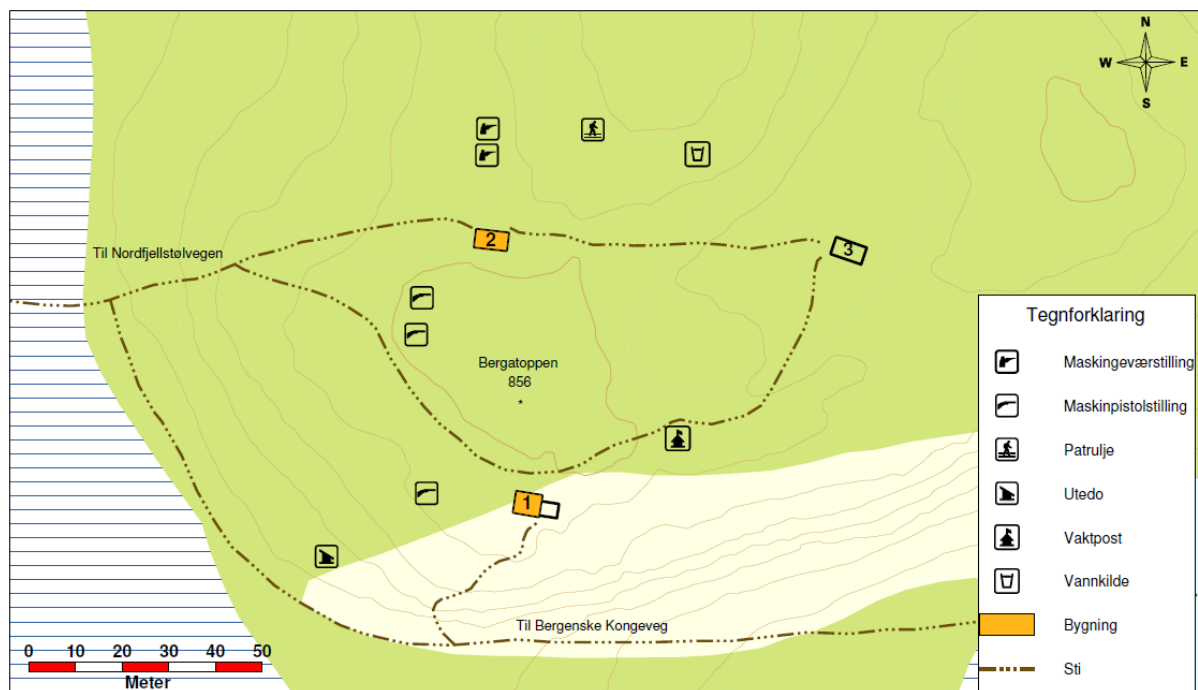 N
W E
S
2
Til Nordfjellstølvegen
3
Bergatoppen
856
*
1
Til Bergenske Kongeveg
0 10 20 30 40 50
Meter
Tegnforklaring
Maskingeværstilling
Maskinpistolstilling
Patrulje
Utedo
Vaktpost
Vannkilde
Bygning
Sti